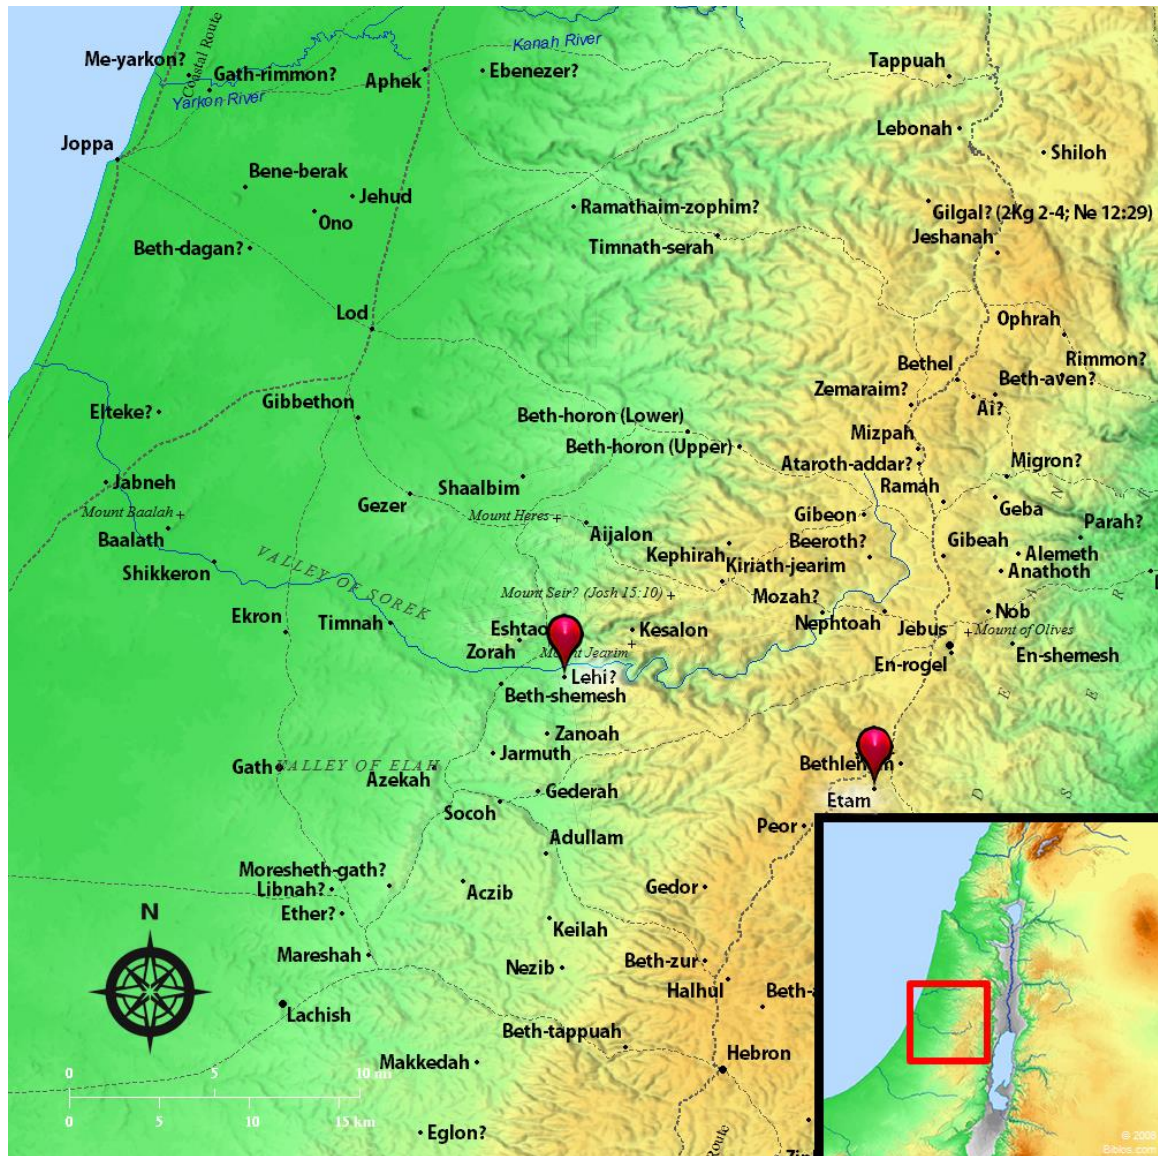 Kanah River
Me-yarkon?
Coastal Route
Gath-rimmon?
Aphek
Ebenezer?
Tappuah
Yarkon River
Lebonah
Joppa
Shiloh
Bene-berak
Jehud
Ramathaim-zophim?
Gilgal? (2Kg 2-4; Ne 12:29)
Ono
Beth-dagan?
Timnath-serah
Jeshanah
Lod
Ophrah
Rimmon?
Bethel
Beth-aven?
Zemaraim?
Gibbethon
Elteke?
Ai?
Beth-horon (Lower)
Mizpah
Beth-horon (Upper)
Ataroth-addar?
Migron?
Jabneh
Shaalbim
Ramah
Gezer
Geba
Mount Baalah
Mount Heres
Gibeon
Parah?
Baalath
Aijalon
Beeroth?
Gibeah
Kephirah
Alemeth
Kiriath-jearim
Shikkeron
Anathoth
VALLEY OF SOREK
Mount Seir? (Josh 15:10)
Mozah?
Nob
Ekron
Timnah
Eshtao
Kesalon
Nephtoah
Jebus
Mount of Olives
Zorah
Mount Jearim
En-rogel
En-shemesh
Lehi?
Beth-shemesh
Zanoah
Jarmuth
Gath
VALLEY OF ELAH
Azekah
Gederah
Etam
Socoh
Peor
Adullam
Moresheth-gath?
Libnah?
Aczib
Gedor
Ether?
N
Keilah
Mareshah
Nezib
Beth-zur
Halhul
Beth-
Lachish
Beth-tappuah
Makkedah
Hebron
0 5 10 mi
0 5 10 15 km
Eglon?
Route
© 2008
Biblos.com